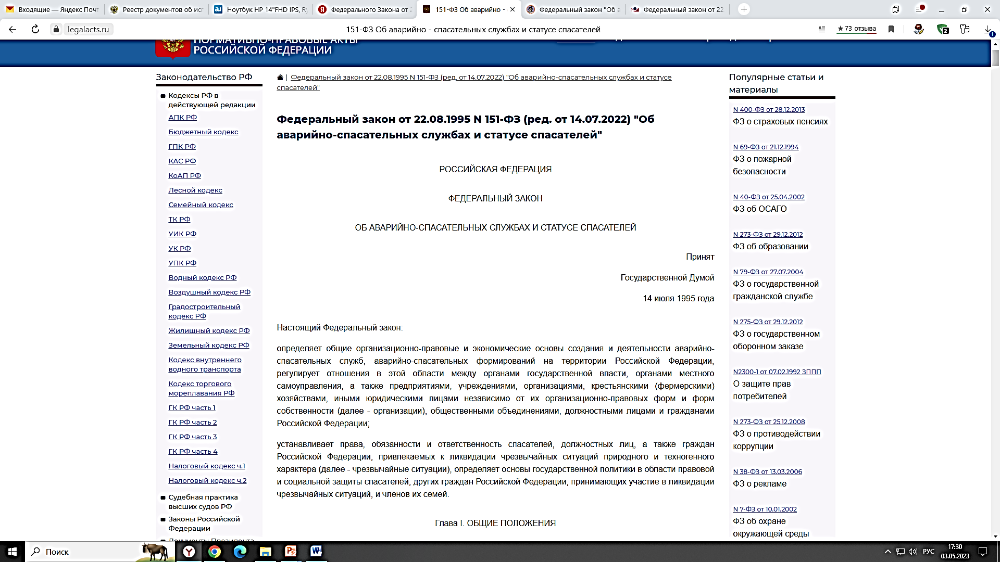 Входящие — Яндекс Почт
Реестр документов об исп
Ноутбук HP 14"FHD IPS, Ry
Федерального Закона от 2
151-ФЗ Об аварийно -
Федеральный закон "Об а
Федеральный закон от 22
legalacts.ru
151-ФЗ Об аварийно - спасательных службах и статусе спасателей
★ 73 отзыва
2
1
НОРМАТИВНО-ПРАВОВЫЕ АКТЫ
РОССИЙСКОЙ ФЕДЕРАЦИИ
Законодательство РФ
Кодексы РФ в
действующей редакции
АПК РФ
Бюджетный кодекс
ГПК РФ
КАС РФ
КоАП РФ
Лесной кодекс
Семейный кодекс
ТК РФ
УИК РФ
УК РФ
УПК РФ
Водный кодекс РФ
Воздушный кодекс РФ
Градостроительный
кодекс РФ
Жилищный кодекс РФ
Земельный кодекс РФ
Кодекс внутреннего
водного транспорта
Кодекс торгового
мореплавания РФ
ГК РФ часть 1
ГК РФ часть 2
ГК РФ часть 3
ГК РФ часть 4
Налоговый кодекс ч.1
Налоговый кодекс ч.2
Судебная практика
высших судов РФ
Законы Российской
Федерации
Документы Президента
| Федеральный закон от 22.08.1995 N 151-ФЗ (ред. от 14.07.2022) "Об аварийно-спасательных службах и статусе
спасателей"
Федеральный закон от 22.08.1995 N 151-ФЗ (ред. от 14.07.2022) "Об
аварийно-спасательных службах и статусе спасателей"
РОССИЙСКАЯ ФЕДЕРАЦИЯ
ФЕДЕРАЛЬНЫЙ ЗАКОН
ОБ АВАРИЙНО-СПАСАТЕЛЬНЫХ СЛУЖБАХ И СТАТУСЕ СПАСАТЕЛЕЙ
Принят
Государственной Думой
14 июля 1995 года
Настоящий Федеральный закон:
определяет общие организационно-правовые и экономические основы создания и деятельности аварийно-
спасательных служб, аварийно-спасательных формирований на территории Российской Федерации,
регулирует отношения в этой области между органами государственной власти, органами местного
самоуправления, а также предприятиями, учреждениями, организациями, крестьянскими (фермерскими)
хозяйствами, иными юридическими лицами независимо от их организационно-правовых форм и форм
собственности (далее - организации), общественными объединениями, должностными лицами и гражданами
Российской Федерации;
устанавливает права, обязанности и ответственность спасателей, должностных лиц, а также граждан
Российской Федерации, привлекаемых к ликвидации чрезвычайных ситуаций природного и техногенного
характера (далее - чрезвычайные ситуации), определяет основы государственной политики в области правовой
и социальной защиты спасателей, других граждан Российской Федерации, принимающих участие в ликвидации
чрезвычайных ситуаций, и членов их семей.
Глава I. ОБЩИЕ ПОЛОЖЕНИЯ
Популярные статьи и
материалы
N 400-ФЗ от 28.12.2013
ФЗ о страховых пенсиях
N 69-ФЗ от 21.12.1994
ФЗ о пожарной
безопасности
N 40-ФЗ от 25.04.2002
ФЗ об ОСАГО
N 273-ФЗ от 29.12.2012
ФЗ об образовании
N 79-ФЗ от 27.07.2004
ФЗ о государственной
гражданской службе
N 275-ФЗ от 29.12.2012
ФЗ о государственном
оборонном заказе
N2300-1 от 07.02.1992 ЗППП
О защите прав
потребителей
N 273-ФЗ от 25.12.2008
ФЗ о противодействии
коррупции
N 38-ФЗ от 13.03.2006
ФЗ о рекламе
N 7-ФЗ от 10.01.2002
ФЗ об охране
окружающей среды
Поиск
РУС
17:30
03.05.2023